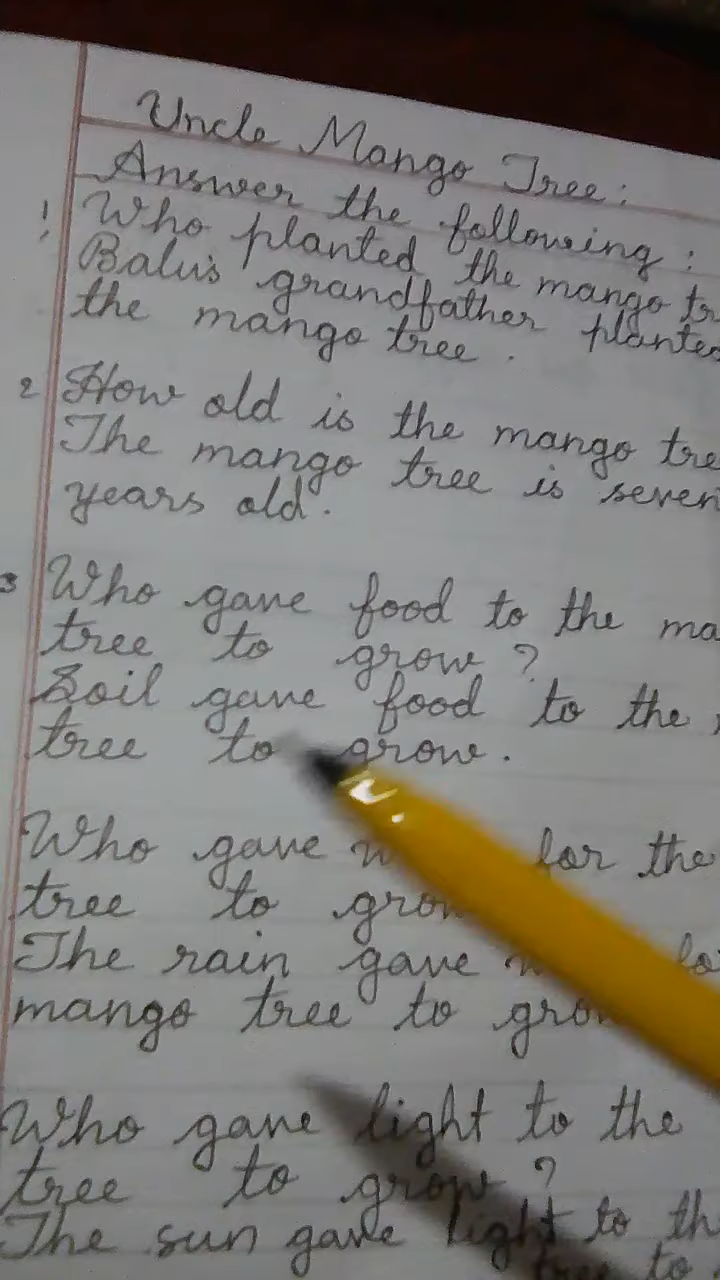 Uncle Mango Tree:
Answer the following:
1 Who planted the mango
Balu's grandfather
the mango tree.
2 How old is the mango
The mango tree is
years old.
3 Who gave food to the
tree to grow?
Soil gave food to the
tree to grow.
Who gave for the
tree to
The rain gave
mango tree to
Who gave light to the
tree to grow?
The sun gave light to
tree to